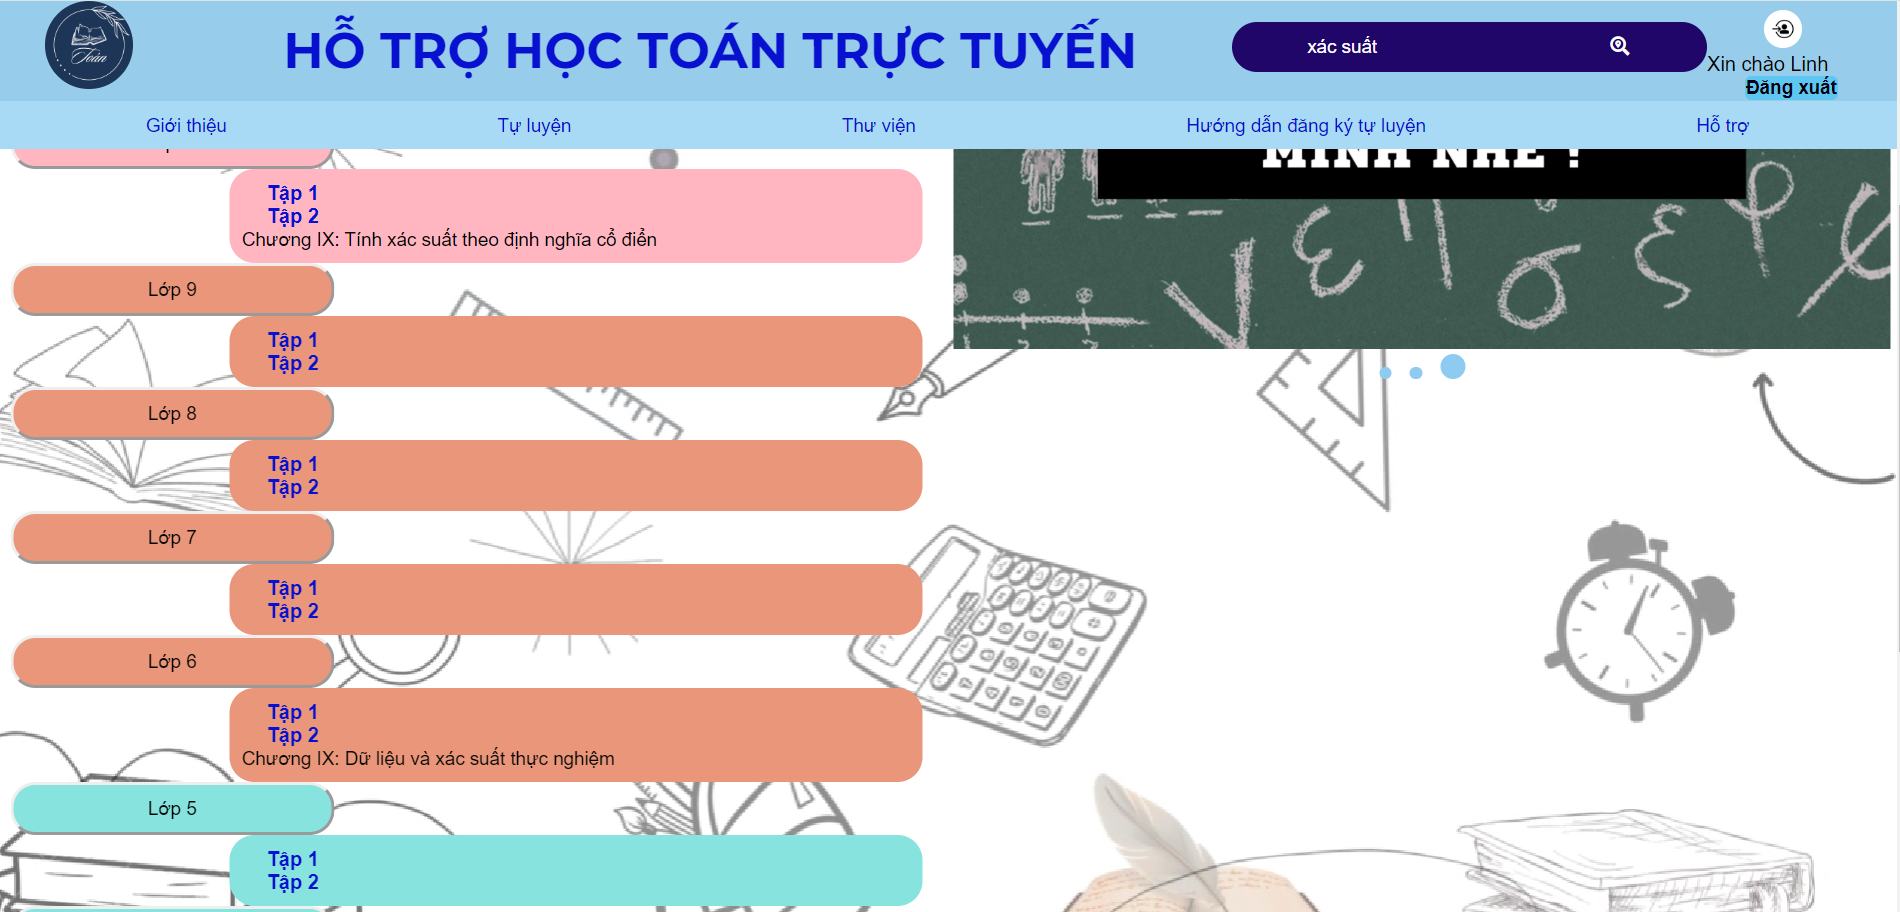 Toán
HỖ TRỢ HỌC TOÁN TRỰC TUYẾN
xác suất
Xin chào Linh
Đăng xuất
Giới thiệu
Tự luyện
Thư viện
Hướng dẫn đăng ký tự luyện
Hỗ trợ
MÌNH NHÉ !
Tập 1
Tập 2
Chương IX: Tính xác suất theo định nghĩa cổ điển
Lớp 9
Tập 1
Tập 2
Lớp 8
Tập 1
Tập 2
Lớp 7
Tập 1
Tập 2
Lớp 6
Tập 1
Tập 2
Chương IX: Dữ liệu và xác suất thực nghiệm
Lớp 5
Tập 1
Tập 2